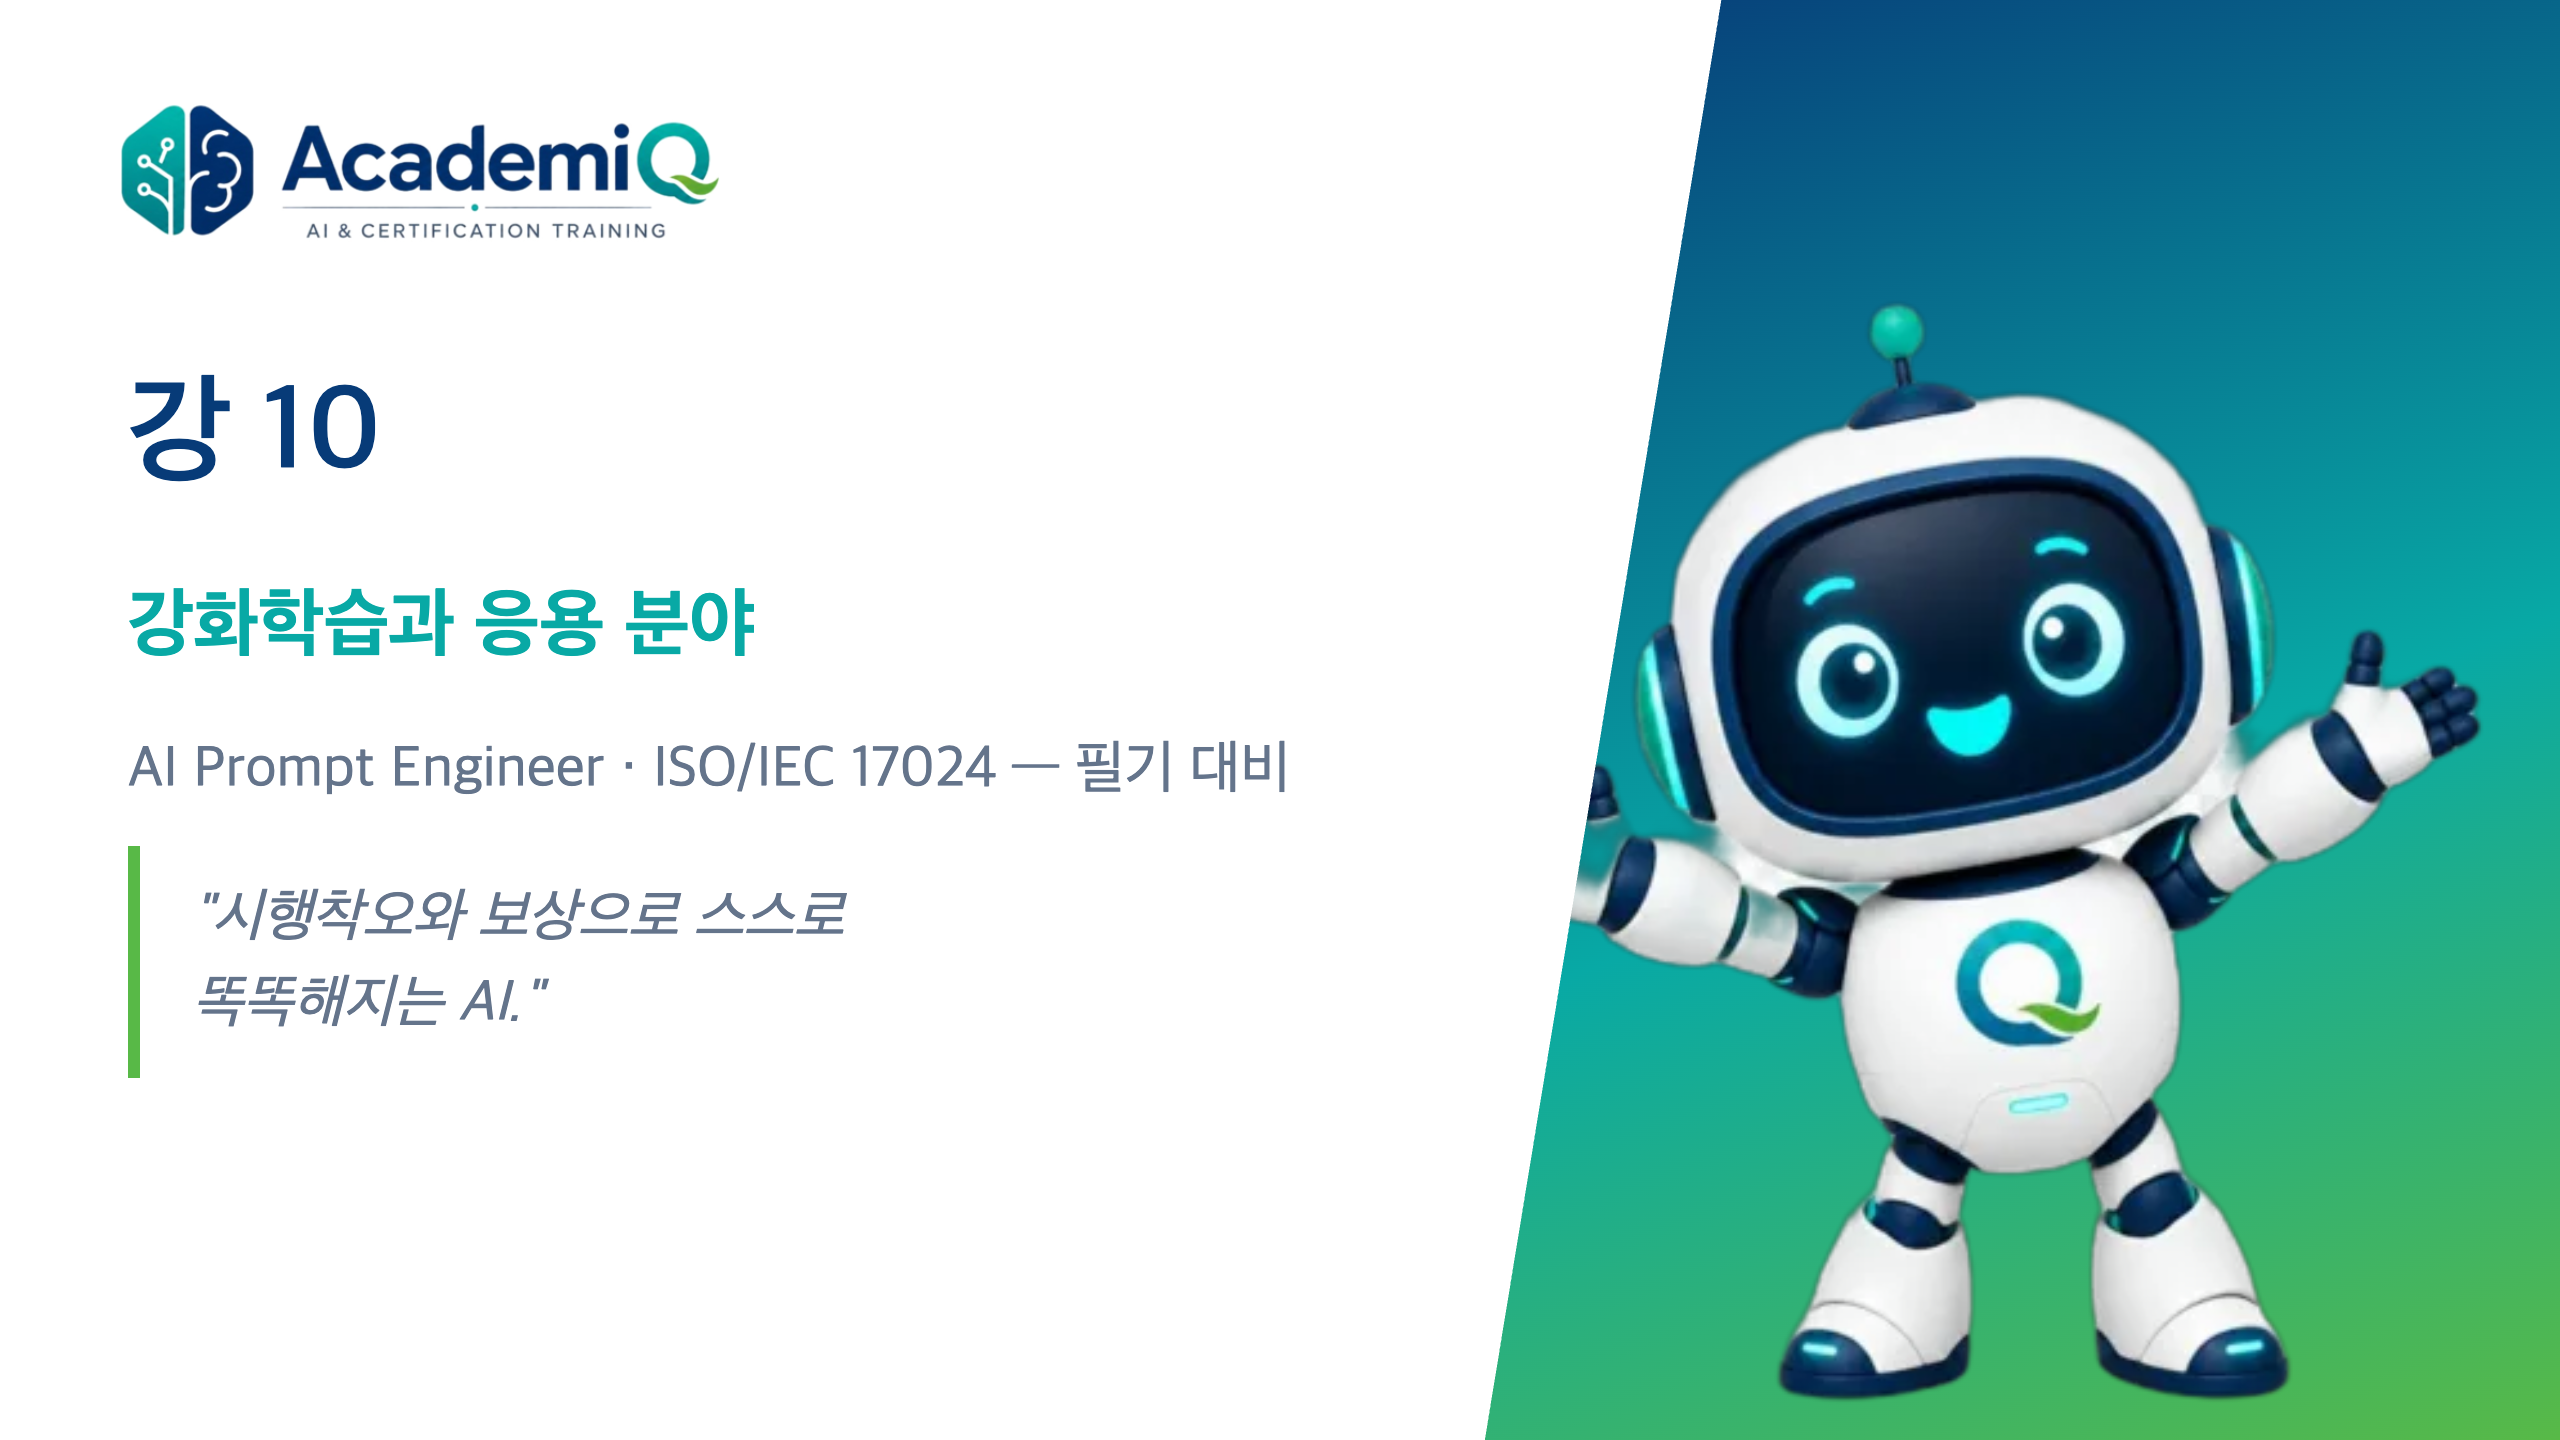 AcademiQ
AI & CERTIFICATION TRAINING
강 10
강화학습과 응용 분야
AI Prompt Engineer · ISO/IEC 17024 — 필기 대비
"시행착오와 보상으로 스스로
똑똑해지는 AI."
Q